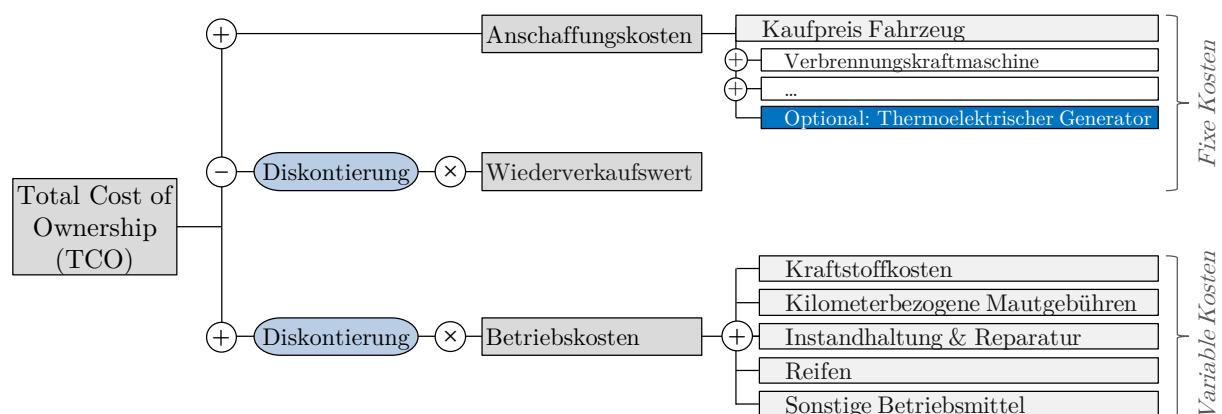 +
Anschaffungskosten
Kaufpreis Fahrzeug
+
Verbrennungskraftmaschine
+
...
Optional: Thermoelektrischer Generator
Fixe Kosten
−
Diskontierung
×
Wiederverkaufswert
Total Cost of
Ownership
(TCO)
+
Diskontierung
×
Betriebskosten
+
Kraftstoffkosten
Kilometerbezogene Mautgebühren
Instandhaltung & Reparatur
Reifen
Sonstige Betriebsmittel
Variable Kosten